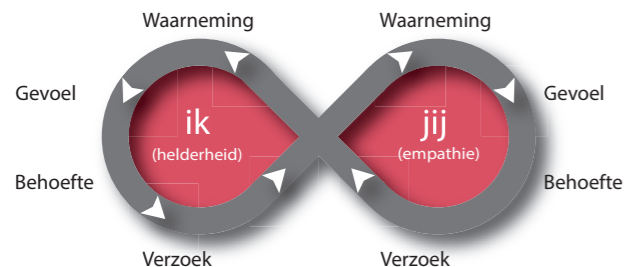 Waarneming
Waarneming
Gevoel
Gevoel
ik
(helderheid)
jij
(empathie)
Behoefte
Behoefte
Verzoek
Verzoek